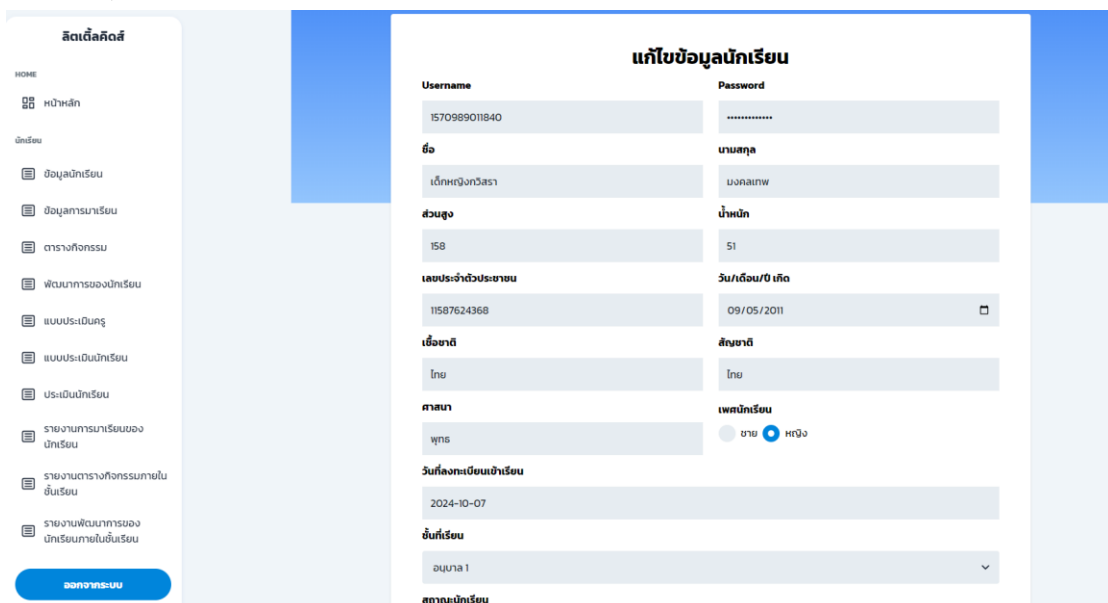 ลิตเติ้ลคิดส์
HOME
หน้าหลัก
นักเรียน
ข้อมูลนักเรียน
ข้อมูลการมาเรียน
ตารางกิจกรรม
พัฒนาการของนักเรียน
แบบประเมินครู
แบบประเมินนักเรียน
ประเมินนักเรียน
รายงานการมาเรียนของ
นักเรียน
รายงานตารางกิจกรรมภายใน
ชั้นเรียน
รายงานพัฒนาการของ
นักเรียนภายในชั้นเรียน
ออกจากระบบ
แก้ไขข้อมูลนักเรียน
Username Password
1570989011840 •••••••••••••
ชื่อ นามสกุล
เด็กหญิงกวิสรา มงคลเทพ
ส่วนสูง น้ำหนัก
158 51
เลขประจำตัวประชาชน วัน/เดือน/ปี เกิด
11587624368 09/05/2011
เชื้อชาติ สัญชาติ
ไทย ไทย
ศาสนา เพศนักเรียน
พุทธ ชาย หญิง
วันที่ลงทะเบียนเข้าเรียน
2024-10-07
ชั้นที่เรียน
อนุบาล 1
สถานะนักเรียน